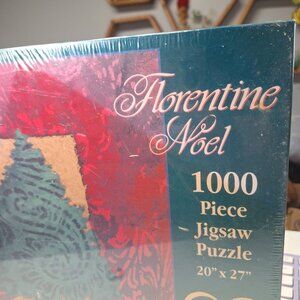 Florentine
Noel
1000
Piece
Jigsaw
Puzzle
20" x 27"